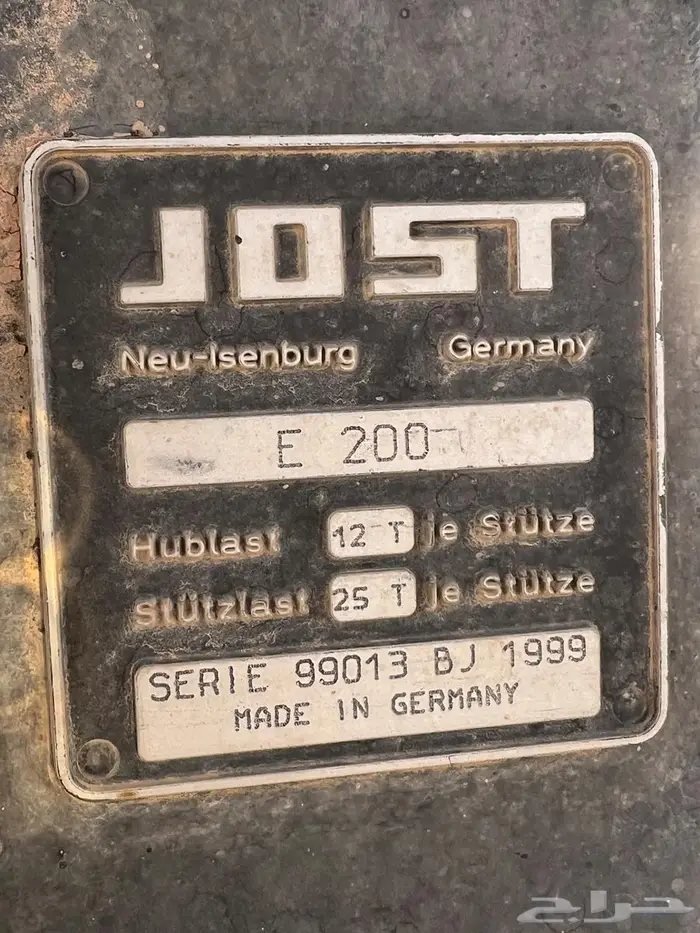 JOST
Neu-Isenburg Germany
E 200
Hublast 12 T je Stütze
Stützlast 25 T je Stütze
SERIE 99013 BJ 1999
MADE IN GERMANY
حراج